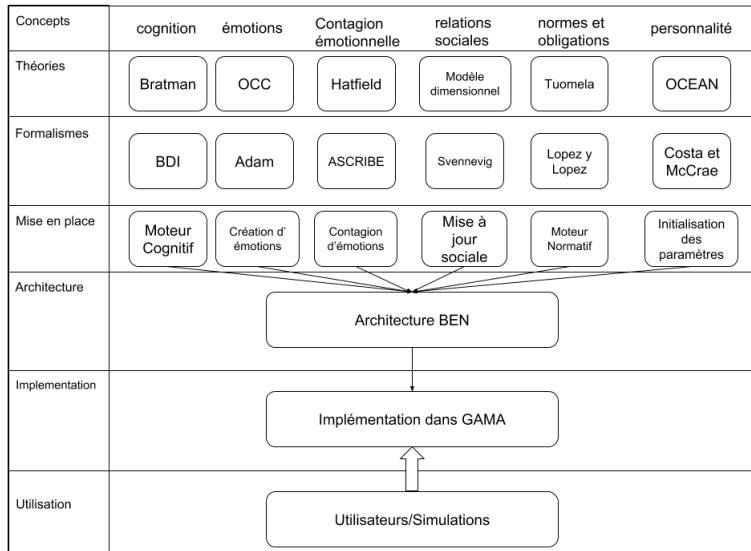 Concepts
cognition
émotions
Contagion
émotionnelle
relations
sociales
normes et
obligations
personnalité
Théories
Bratman
OCC
Hatfield
Modèle
dimensionnel
Tuomela
OCEAN
Formalismes
BDI
Adam
ASCRIBE
Svennevig
Lopez y
Lopez
Costa et
McCrae
Mise en place
Moteur
Cognitif
Création d'
émotions
Contagion
d'émotions
Mise à
jour
sociale
Moteur
Normatif
Initialisation
des
paramètres
Architecture
Architecture BEN
Implementation
Implémentation dans GAMA
Utilisation
Utilisateurs/Simulations